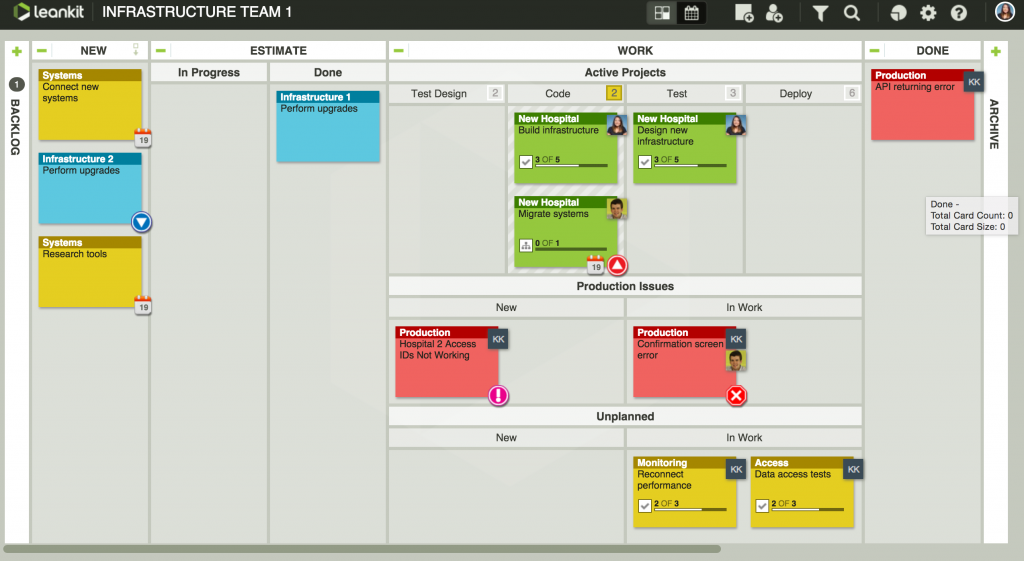 leankit INFRASTRUCTURE TEAM 1
NEW
ESTIMATE
WORK
DONE
1
BACKLOG
ARCHIVE
Systems
Connect new
systems
19
Infrastructure 2
Perform upgrades
Systems
Research tools
19
In Progress
Done
Infrastructure 1
Perform upgrades
Active Projects
Test Design 2
Code 2
Test 3
Deploy 6
New Hospital
Build infrastructure
3 OF 5
New Hospital
Design new
infrastructure
3 OF 5
New Hospital
Migrate systems
0 OF 1
19
Production Issues
New
In Work
Production
KK
Hospital 2 Access
IDs Not Working
Production
KK
Confirmation screen
error
Unplanned
New
In Work
Monitoring
KK
Reconnect
performance
2 OF 3
Access
KK
Data access tests
2 OF 3
Production
KK
API returning error
Done -
Total Card Count: 0
Total Card Size: 0